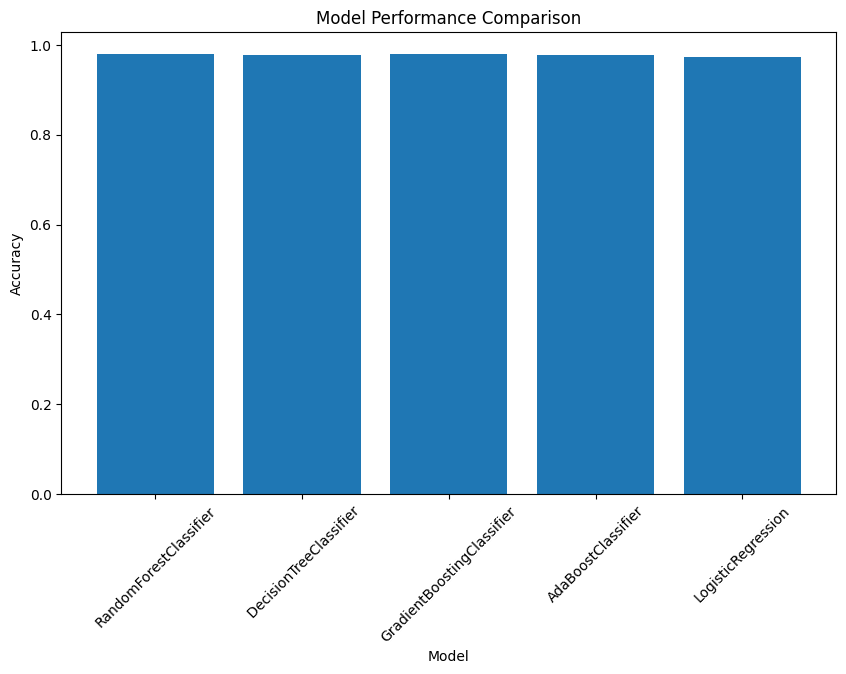 Model Performance Comparison
Accuracy
1.0
0.8
0.6
0.4
0.2
0.0
RandomForestClassifier
DecisionTreeClassifier
GradientBoostingClassifier
AdaBoostClassifier
LogisticRegression
Model